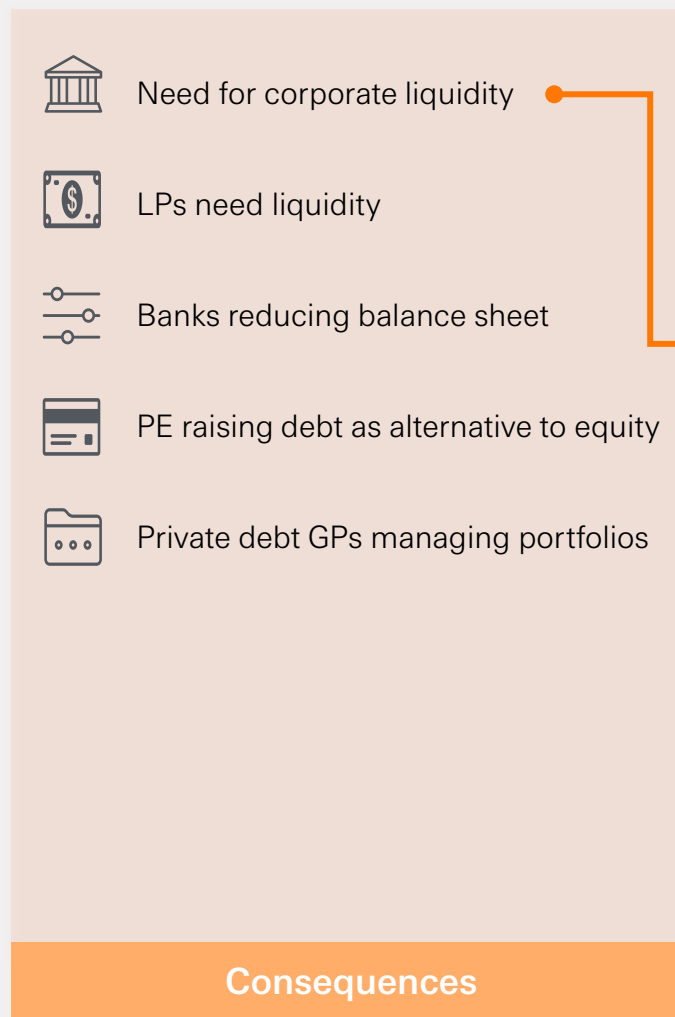 Need for corporate liquidity
LPs need liquidity
Banks reducing balance sheet
PE raising debt as alternative to equity
Private debt GPs managing portfolios
Consequences